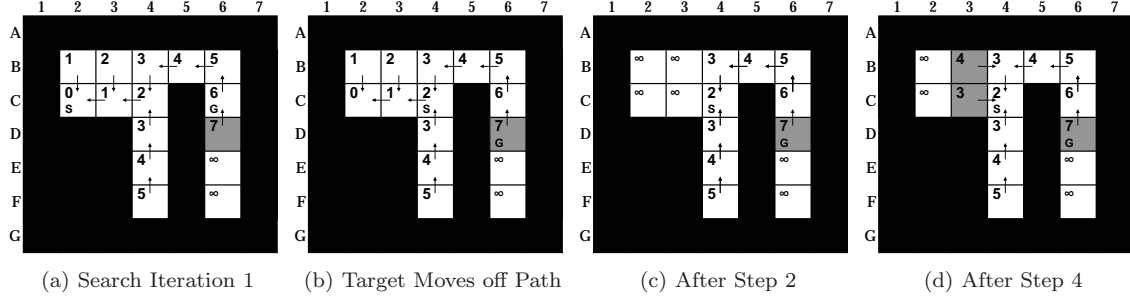 1 2 3 4 5 6 7 1 2 3 4 5 6 7 1 2 3 4 5 6 7 1 2 3 4 5 6 7
A A A A
B 1 2 3 4 5 B 1 2 3 4 5 B ∞ ∞ 3 4 5 B ∞ 4 3 4 5
C 0 1 2 6 C 0 1 2 6 C ∞ ∞ 2 6 C ∞ 3 2 6
S G S S S
D 3 7 D 3 7 D 3 7 D 3 7
G G G
E 4 ∞ E 4 ∞ E 4 ∞ E 4 ∞
F 5 ∞ F 5 ∞ F 5 ∞ F 5 ∞
G G G G
(a) Search Iteration 1 (b) Target Moves off Path (c) After Step 2 (d) After Step 4